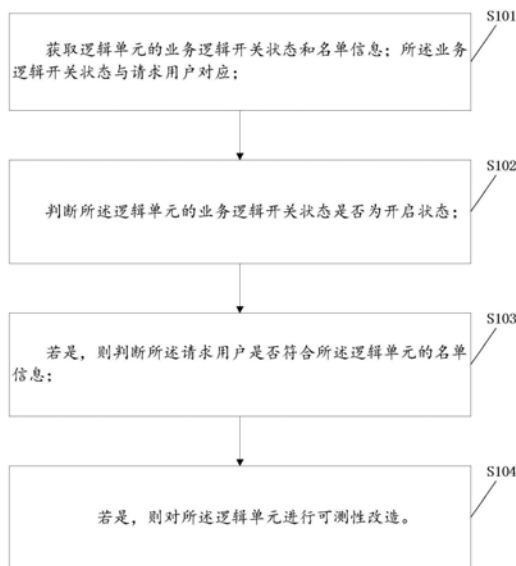 S101
获取逻辑单元的业务逻辑开关状态和名单信息；所述业务
逻辑开关状态与请求用户对应；
S102
判断所述逻辑单元的业务逻辑开关状态是否为开启状态；
S103
若是，则判断所述请求用户是否符合所述逻辑单元的名单
信息；
S104
若是，则对所述逻辑单元进行可测性改造。